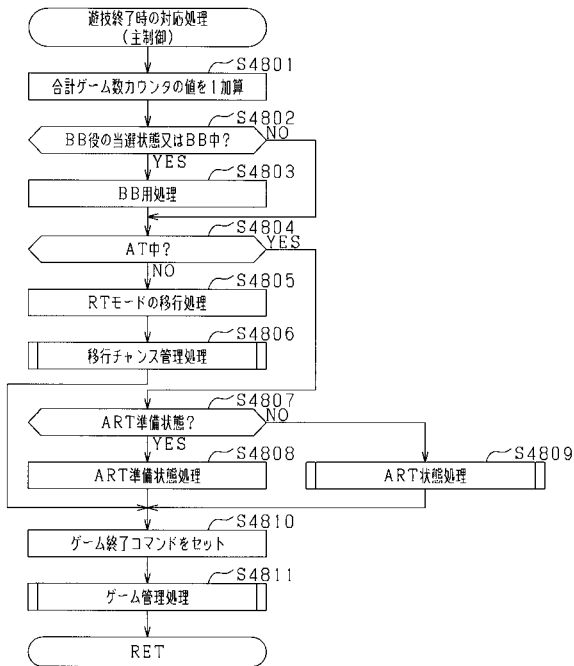 遊技終了時の対応処理
(主制御)
S4801
合計ゲーム数カウンタの値を1加算
S4802
BB役の当選状態又はBB中?
NO
YES
S4803
BB用処理
S4804
AT中?
YES
NO
S4805
RTモードの移行処理
S4806
移行チャンス管理処理
S4807
ART準備状態?
NO
YES
S4808
ART準備状態処理
S4809
ART状態処理
S4810
ゲーム終了コマンドをセット
S4811
ゲーム管理処理
RET